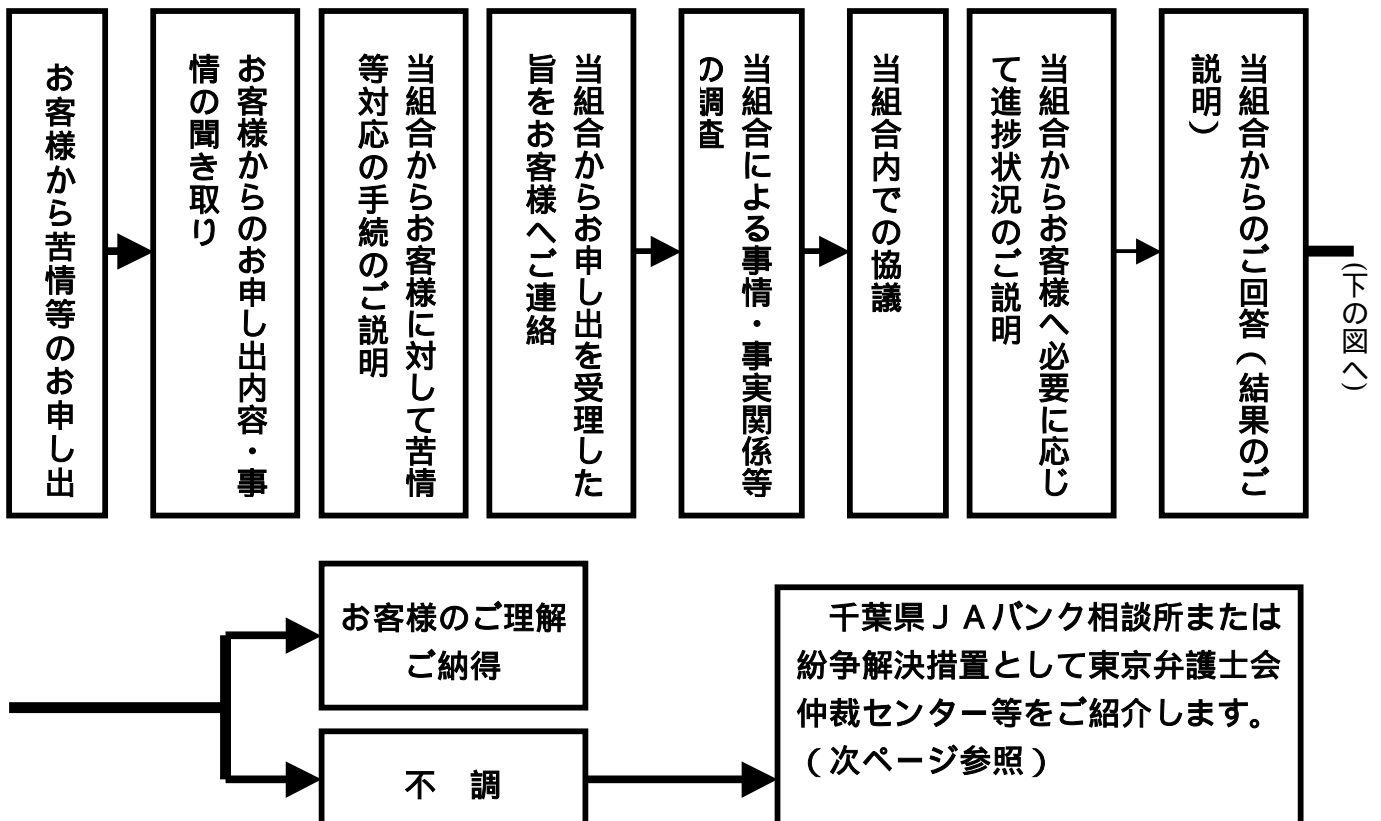 お客様から苦情等のお申し出
お客様からのお申し出内容・事
情の聞き取り
当組合からお客様に対して苦情
等対応の手続のご説明
当組合からお申し出を受理した
旨をお客様へご連絡
当組合による事情・事実関係等
の調査
当組合内での協議
当組合からお客様へ必要に応じ
て進捗状況のご説明
当組合からのご回答(結果のご
説明)
(下の図へ)
お客様のご理解
ご納得
不 調
千葉県JAバンク相談所または
紛争解決措置として東京弁護士会
仲裁センター等をご紹介します。
(次ページ参照)